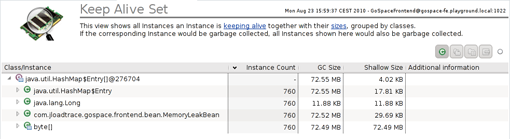 Keep Alive Set
Mon Aug 23 15:59:37 CEST 2010 - GoSpaceFrontend@gospace-fe.playground.local:1022
This view shows all Instances an Instance is keeping alive together with their sizes, grouped by classes.
If the corresponding Instance would be garbage collected, all Instances shown here would also be garbage collected.
Class/Instance Instance Count GC Size Shallow Size Additional information
java.util.HashMap$Entry[]@276704 - 72.55 MB 4.02 KB
java.util.HashMap$Entry 760 72.55 MB 17.81 KB
java.lang.Long 760 11.88 KB 11.88 KB
com.jloadtrace.gospace.frontend.bean.MemoryLeakBean 760 72.52 MB 29.69 KB
byte[] 760 72.49 MB 72.49 MB